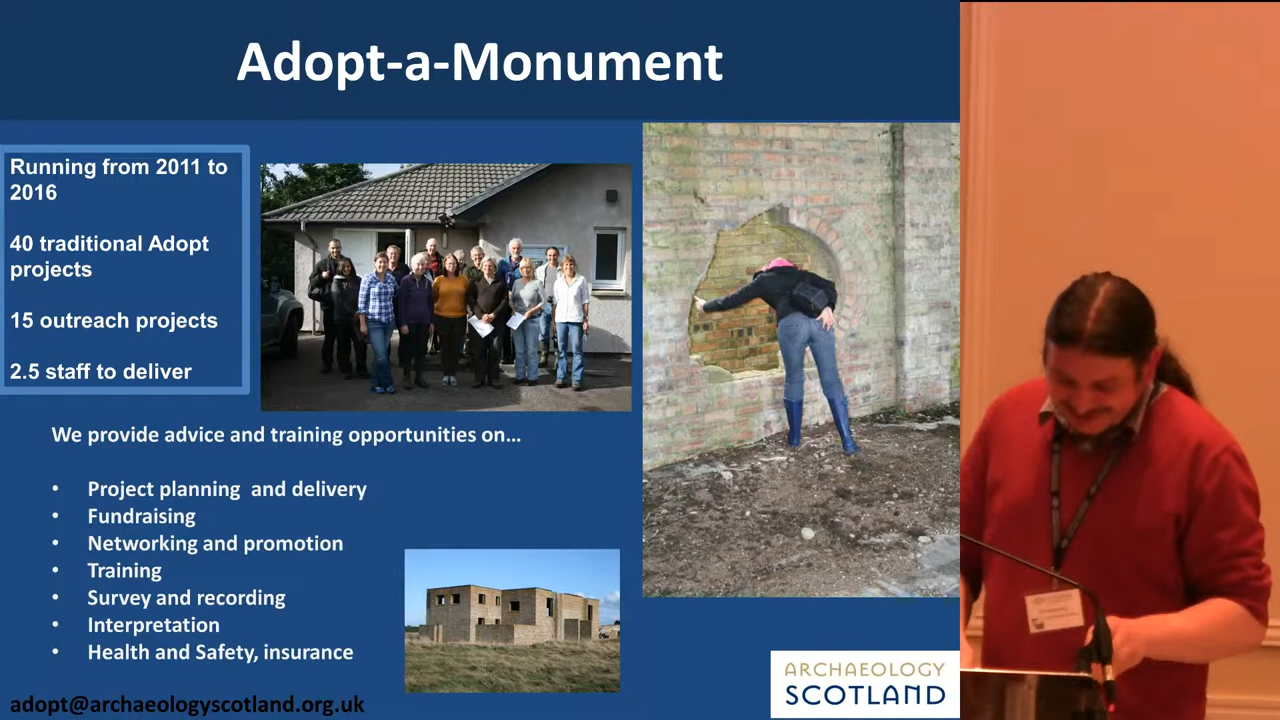 Adopt-a-Monument
Running from 2011 to
2016
40 traditional Adopt
projects
15 outreach projects
2.5 staff to deliver
We provide advice and training opportunities on...
• Project planning and delivery
• Fundraising
• Networking and promotion
• Training
• Survey and recording
• Interpretation
• Health and Safety, insurance
adopt@archaeologyscotland.org.uk
ARCHAEOLOGY
SCOTLAND